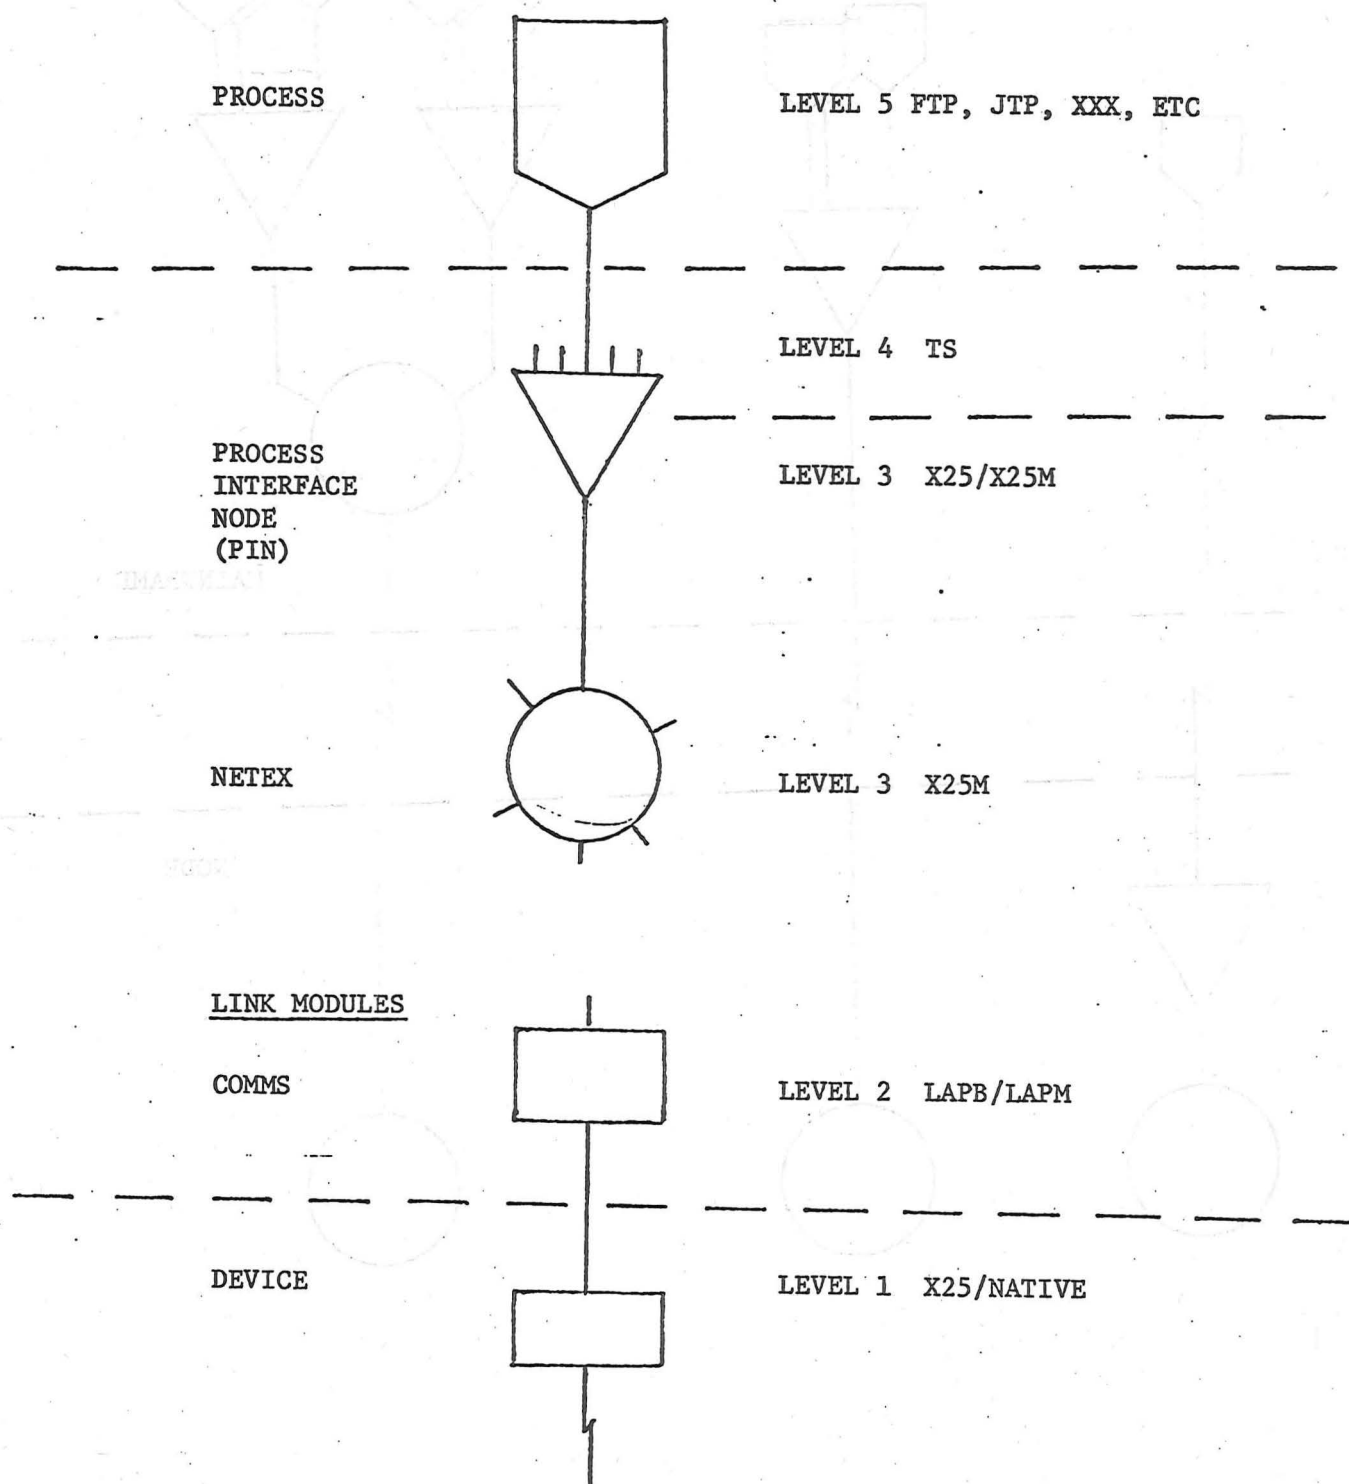 PROCESS
LEVEL 5 FTP, JTP, XXX, ETC
LEVEL 4 TS
PROCESS
INTERFACE
NODE
(PIN)
LEVEL 3 X25/X25M
NETEX
LEVEL 3 X25M
LINK MODULES
COMMS
LEVEL 2 LAPB/LAPM
DEVICE
LEVEL 1 X25/NATIVE